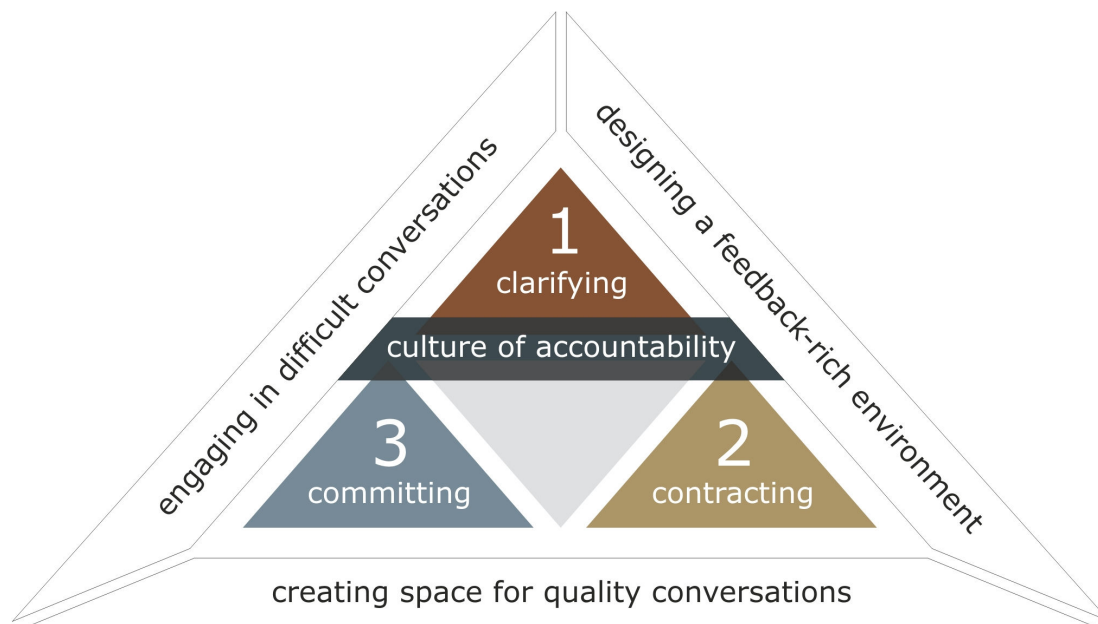 engaging in difficult conversations
designing a feedback-rich environment
1
clarifying
culture of accountability
3
committing
2
contracting
creating space for quality conversations